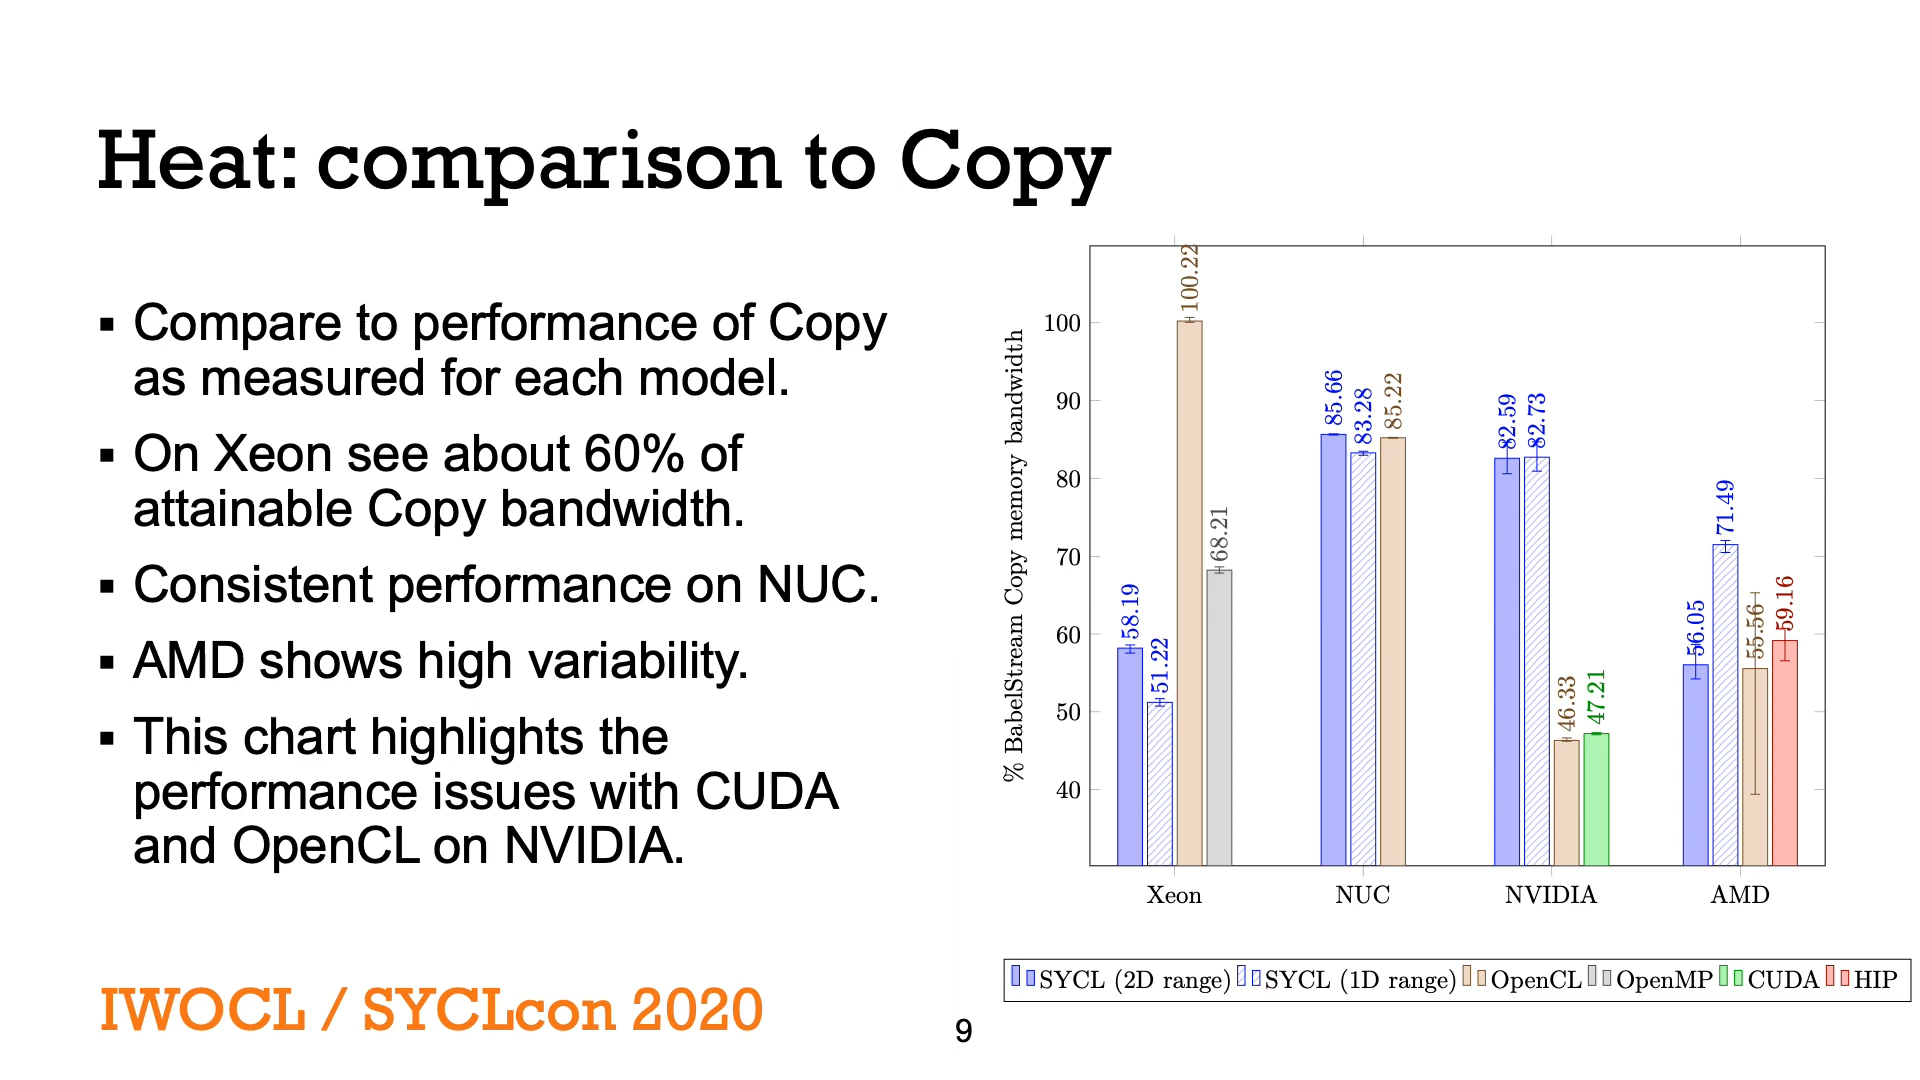 Heat: comparison to Copy
▪ Compare to performance of Copy
as measured for each model.
▪ On Xeon see about 60% of
attainable Copy bandwidth.
▪ Consistent performance on NUC.
▪ AMD shows high variability.
▪ This chart highlights the
performance issues with CUDA
and OpenCL on NVIDIA.
% BabelStream Copy memory bandwidth
100
90
80
70
60
50
40
58.19
51.22
100.22
68.21
85.66
83.28
85.22
82.59
82.73
46.33
47.21
56.05
71.49
55.56
59.16
Xeon NUC NVIDIA AMD
SYCL (2D range) SYCL (1D range) OpenCL OpenMP CUDA HIP
IWOCL / SYCLcon 2020
9